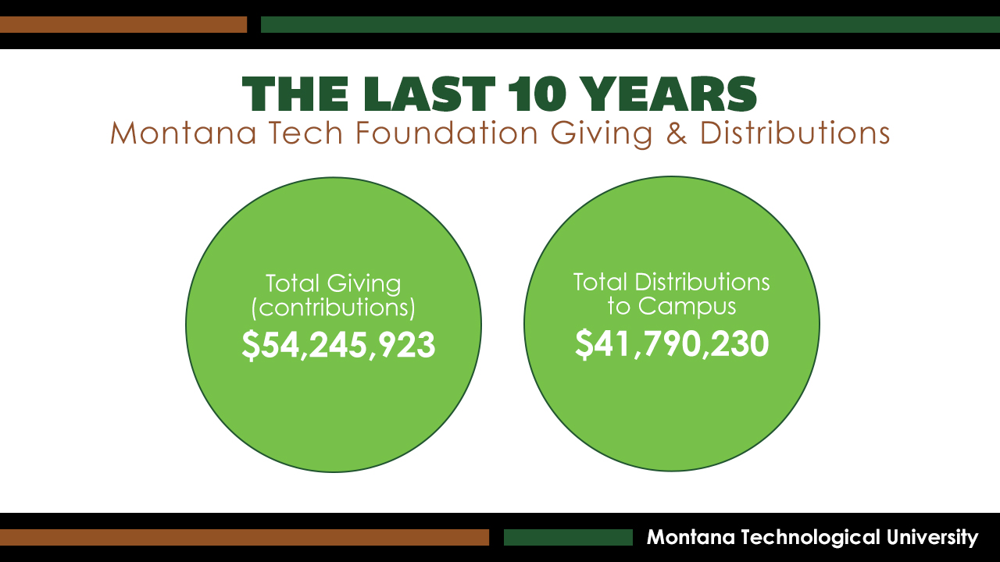 THE LAST 10 YEARS
Montana Tech Foundation Giving & Distributions
Total Giving
(contributions)
$54,245,923
Total Distributions
to Campus
$41,790,230
Montana Technological University